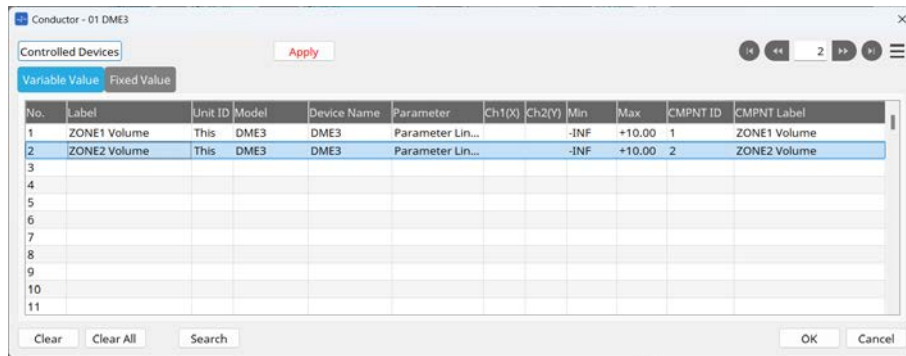 Conductor - 01 DME3
Controlled Devices Apply 2
Variable Value Fixed Value
No. Label Unit ID Model Device Name Parameter Ch1(X) Ch2(Y) Min Max CMPNT ID CMPNT Label
1 ZONE1 Volume This DME3 DME3 Parameter Lin... -INF +10.00 1 ZONE1 Volume
2 ZONE2 Volume This DME3 DME3 Parameter Lin... -INF +10.00 2 ZONE2 Volume
3
4
5
6
7
8
9
10
11
Clear Clear All Search OK Cancel